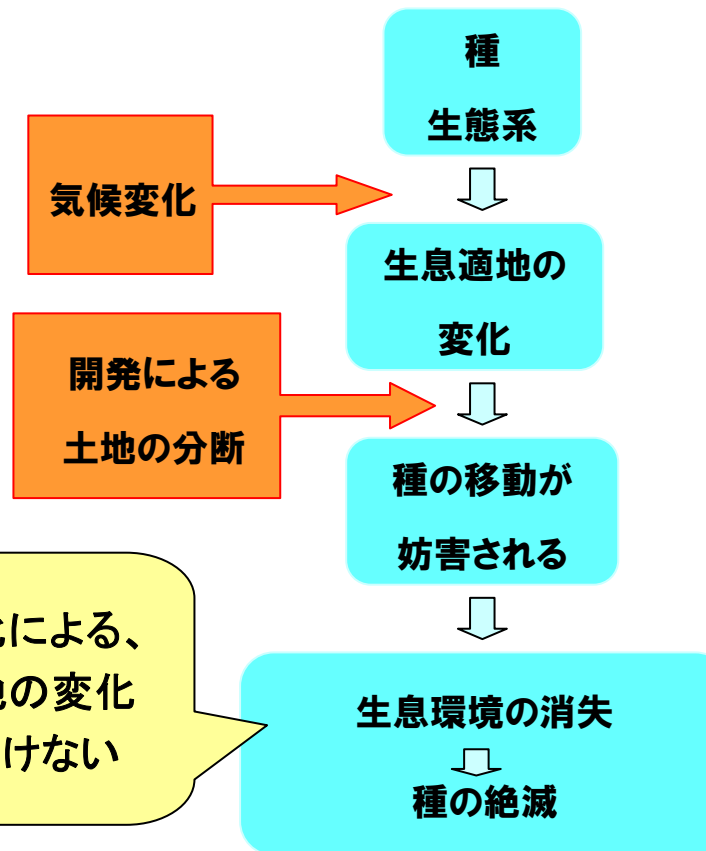 種
生態系
気候変化
生息適地の
変化
開発による
土地の分断
種の移動が
妨害される
による、
の変化
けない
生息環境の消失
種の絶滅